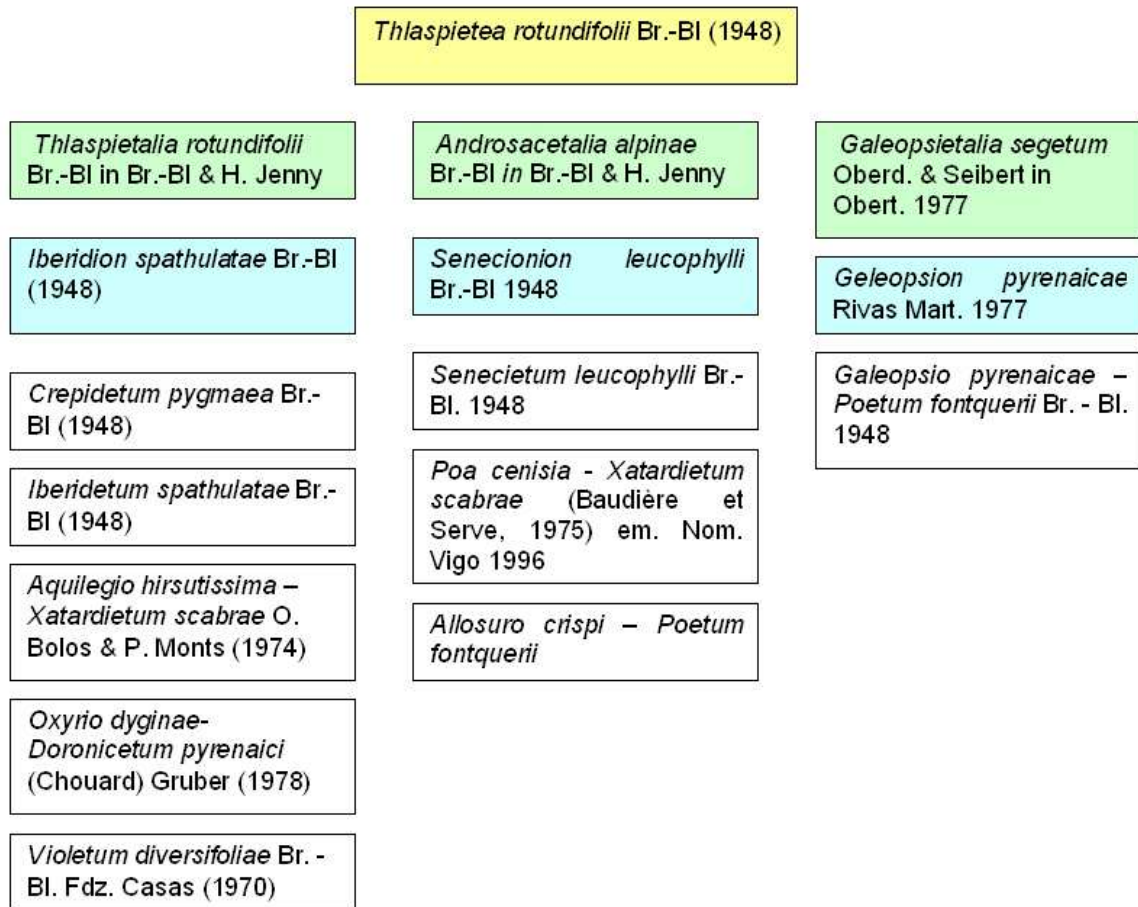 Thlaspietea rotundifolii Br.-Bl (1948)
Thlaspietalia rotundifolii
Br.-Bl in Br.-Bl & H. Jenny
Iberidion spathulatae Br.-Bl
(1948)
Crepidetum pygmaea Br.-
Bl (1948)
Iberidetum spathulatae Br.-
Bl (1948)
Aquilegio hirsutissima –
Xatardietum scabrae O.
Bolos & P. Monts (1974)
Oxyrio dyginae-
Doronicetum pyrenaici
(Chouard) Gruber (1978)
Violetum diversifoliae Br. -
Bl. Fdz. Casas (1970)
Androsacetalia alpinae
Br.-Bl in Br.-Bl & H. Jenny
Senecionion leucophylli
Br.-Bl 1948
Senecietum leucophylli Br.-
Bl. 1948
Poa cenisia - Xatardietum
scabrae (Baudière et
Serve, 1975) em. Nom.
Vigo 1996
Allosuro crispi – Poetum
fontquerii
Galeopsietalia segetum
Oberd. & Seibert in
Obert. 1977
Geleopsion pyrenaicae
Rivas Mart. 1977
Galeopsio pyrenaicae –
Poetum fontquerii Br. - Bl.
1948